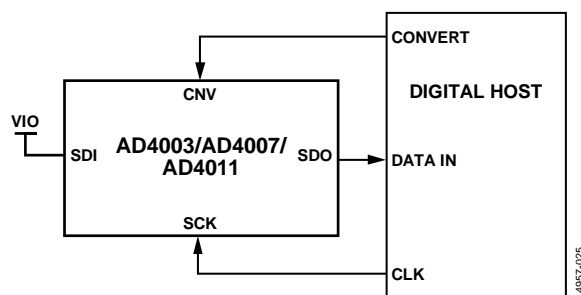 CONVERT
CNV
DIGITAL HOST
VIO
SDI
AD4003/AD4007/
AD4011
SDO
DATA IN
SCK
CLK
4957-025